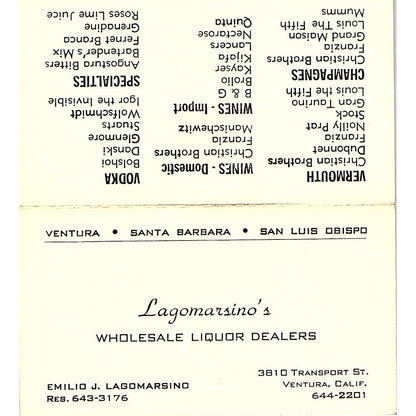 VERMOUTH
Christian Brothers
Dubonnet
Franzia
Noilly Prat
Stock
Gran Tourino
Louis the Fifth
CHAMPAGNES
Christian Brothers
Franzia
Grand Maison
Louis The Fifth
Mumms
WINES - Domestic
Christian Brothers
Franzia
Manischewitz
WINES - Import
B & G
Brolio
Kayser
Kijafa
Lancers
Nectarose
Quinta
VODKA
Bolshoi
Danski
Glenmore
Stuarts
Wolfschmidt
Igor the Invisible
SPECIALTIES
Angostura Bitters
Bartender's Mix
Fernet Branca
Grenadine
Roses Lime Juice
VENTURA • SANTA BARBARA • SAN LUIS OBISPO
Lagomarsino's
WHOLESALE LIQUOR DEALERS
EMILIO J. LAGOMARSINO
RES. 643-3176
3810 TRANSPORT ST.
VENTURA, CALIF.
644-2201